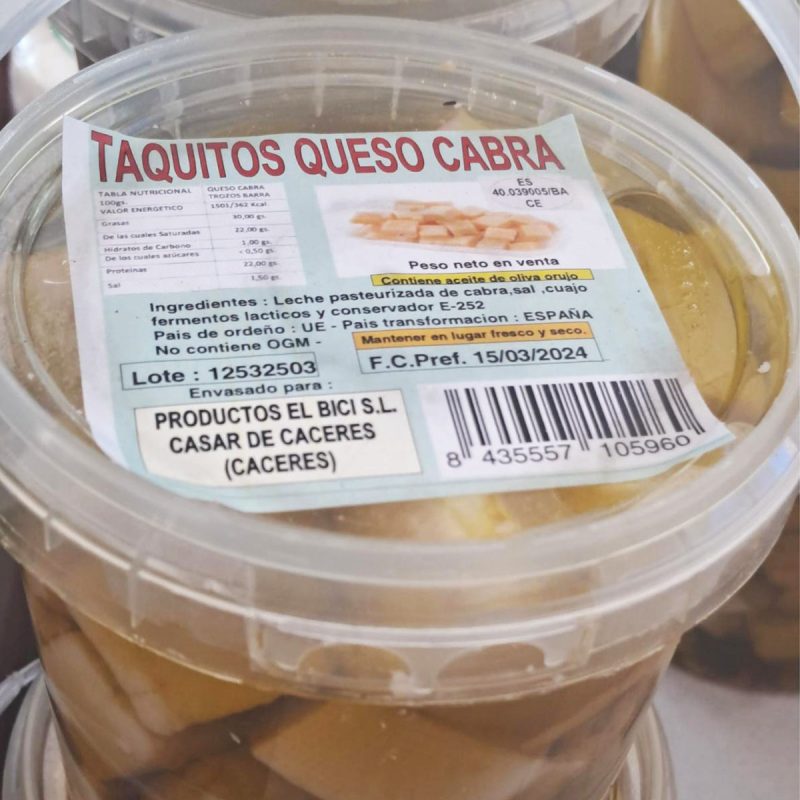 TAQUITOS QUESO CABRA
TABLA NUTRICIONAL 100gs. QUESO CABRA TROZOS BARRA
VALOR ENERGETICO 1501/362 Kcal
Grasas 30,00 gs.
De las cuales Saturadas 22,00 gs.
Hidratos de Carbono 1,00 gs.
De los cuales azúcares <0,50 gs.
Proteinas 22,00 gs.
Sal 1,50 gs.
ES
40.039005/BA
CE
Peso neto en venta
Contiene aceite de oliva orujo
Ingredientes : Leche pasteurizada de cabra,sal ,cuajo
fermentos lacticos y conservador E-252
Pais de ordeño : UE - Pais transformacion : ESPAÑA
No contiene OGM -
Mantener en lugar fresco y seco.
Lote : 12532503
F.C.Pref. 15/03/2024
Envasado para :
PRODUCTOS EL BICI S.L.
CASAR DE CACERES
(CACERES)
8 435557 105960